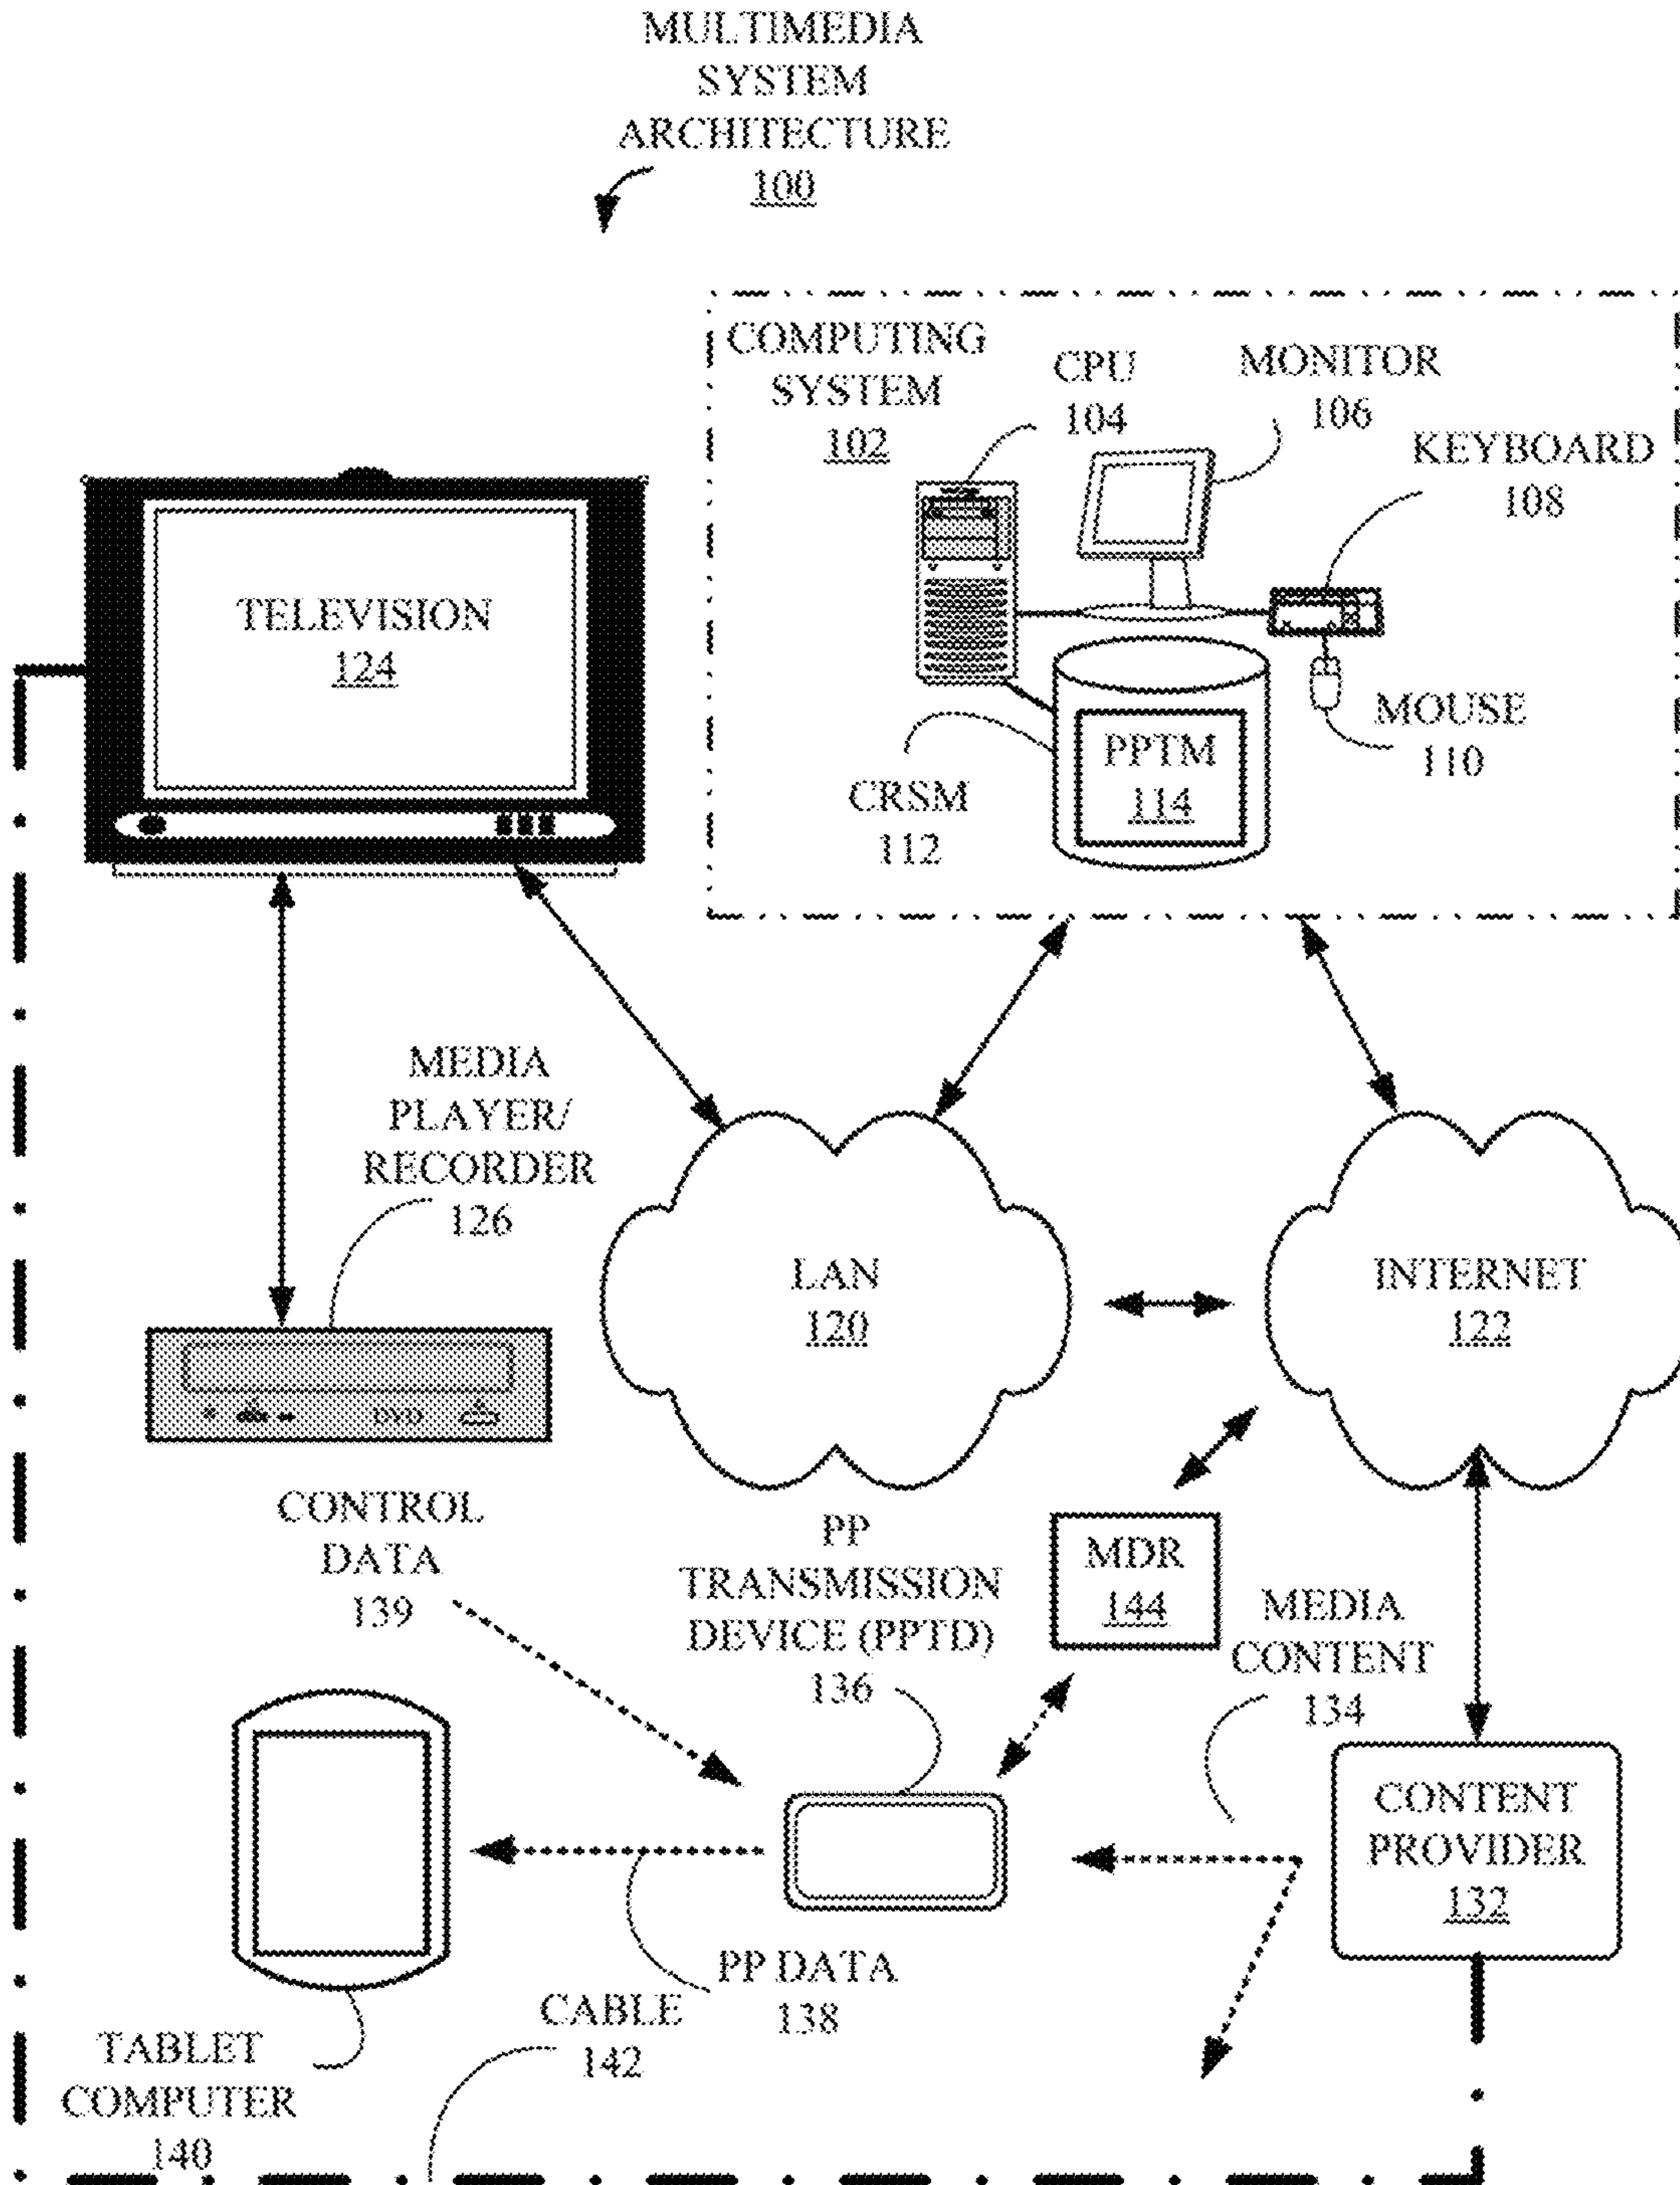 MULTIMEDIA
SYSTEM
ARCHITECTURE
100
COMPUTING
SYSTEM
102
CPU
104
MONITOR
106
KEYBOARD
108
MOUSE
110
CRSM
112
PPTM
114
TELEVISION
124
MEDIA
PLAYER/
RECORDER
126
DVD
LAN
120
INTERNET
122
CONTROL
DATA
139
PP
TRANSMISSION
DEVICE (PPTD)
136
MDR
144
MEDIA
CONTENT
134
CONTENT
PROVIDER
132
PP DATA
138
CABLE
142
TABLET
COMPUTER
140